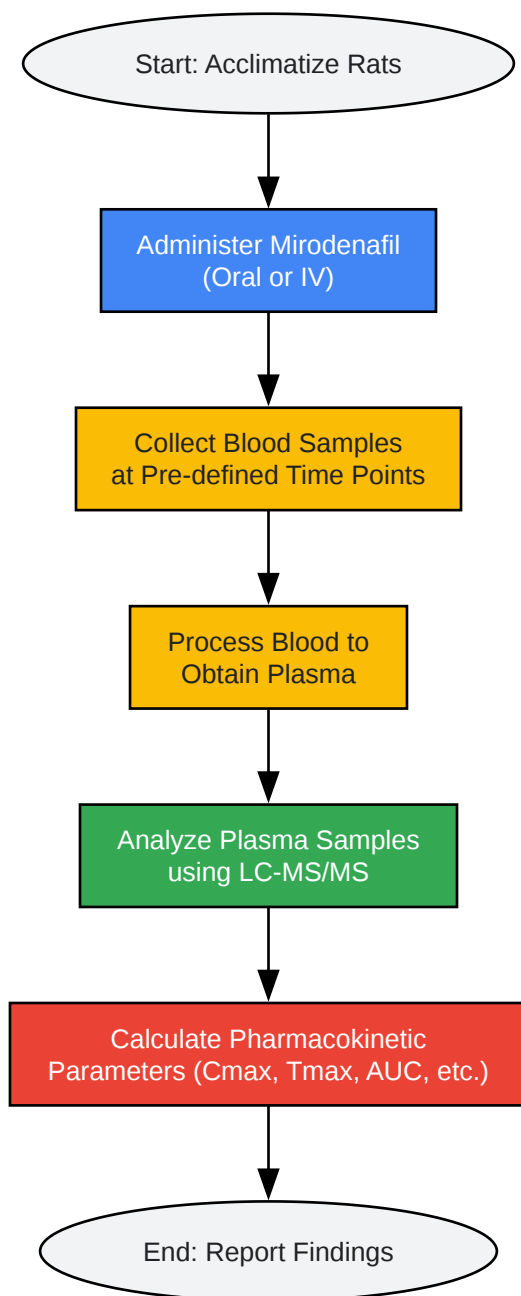 Start: Acclimatize Rats
Administer Mirodenafil
(Oral or IV)
Collect Blood Samples
at Pre-defined Time Points
Process Blood to
Obtain Plasma
Analyze Plasma Samples
using LC-MS/MS
Calculate Pharmacokinetic
Parameters (Cmax, Tmax, AUC, etc.)
End: Report Findings